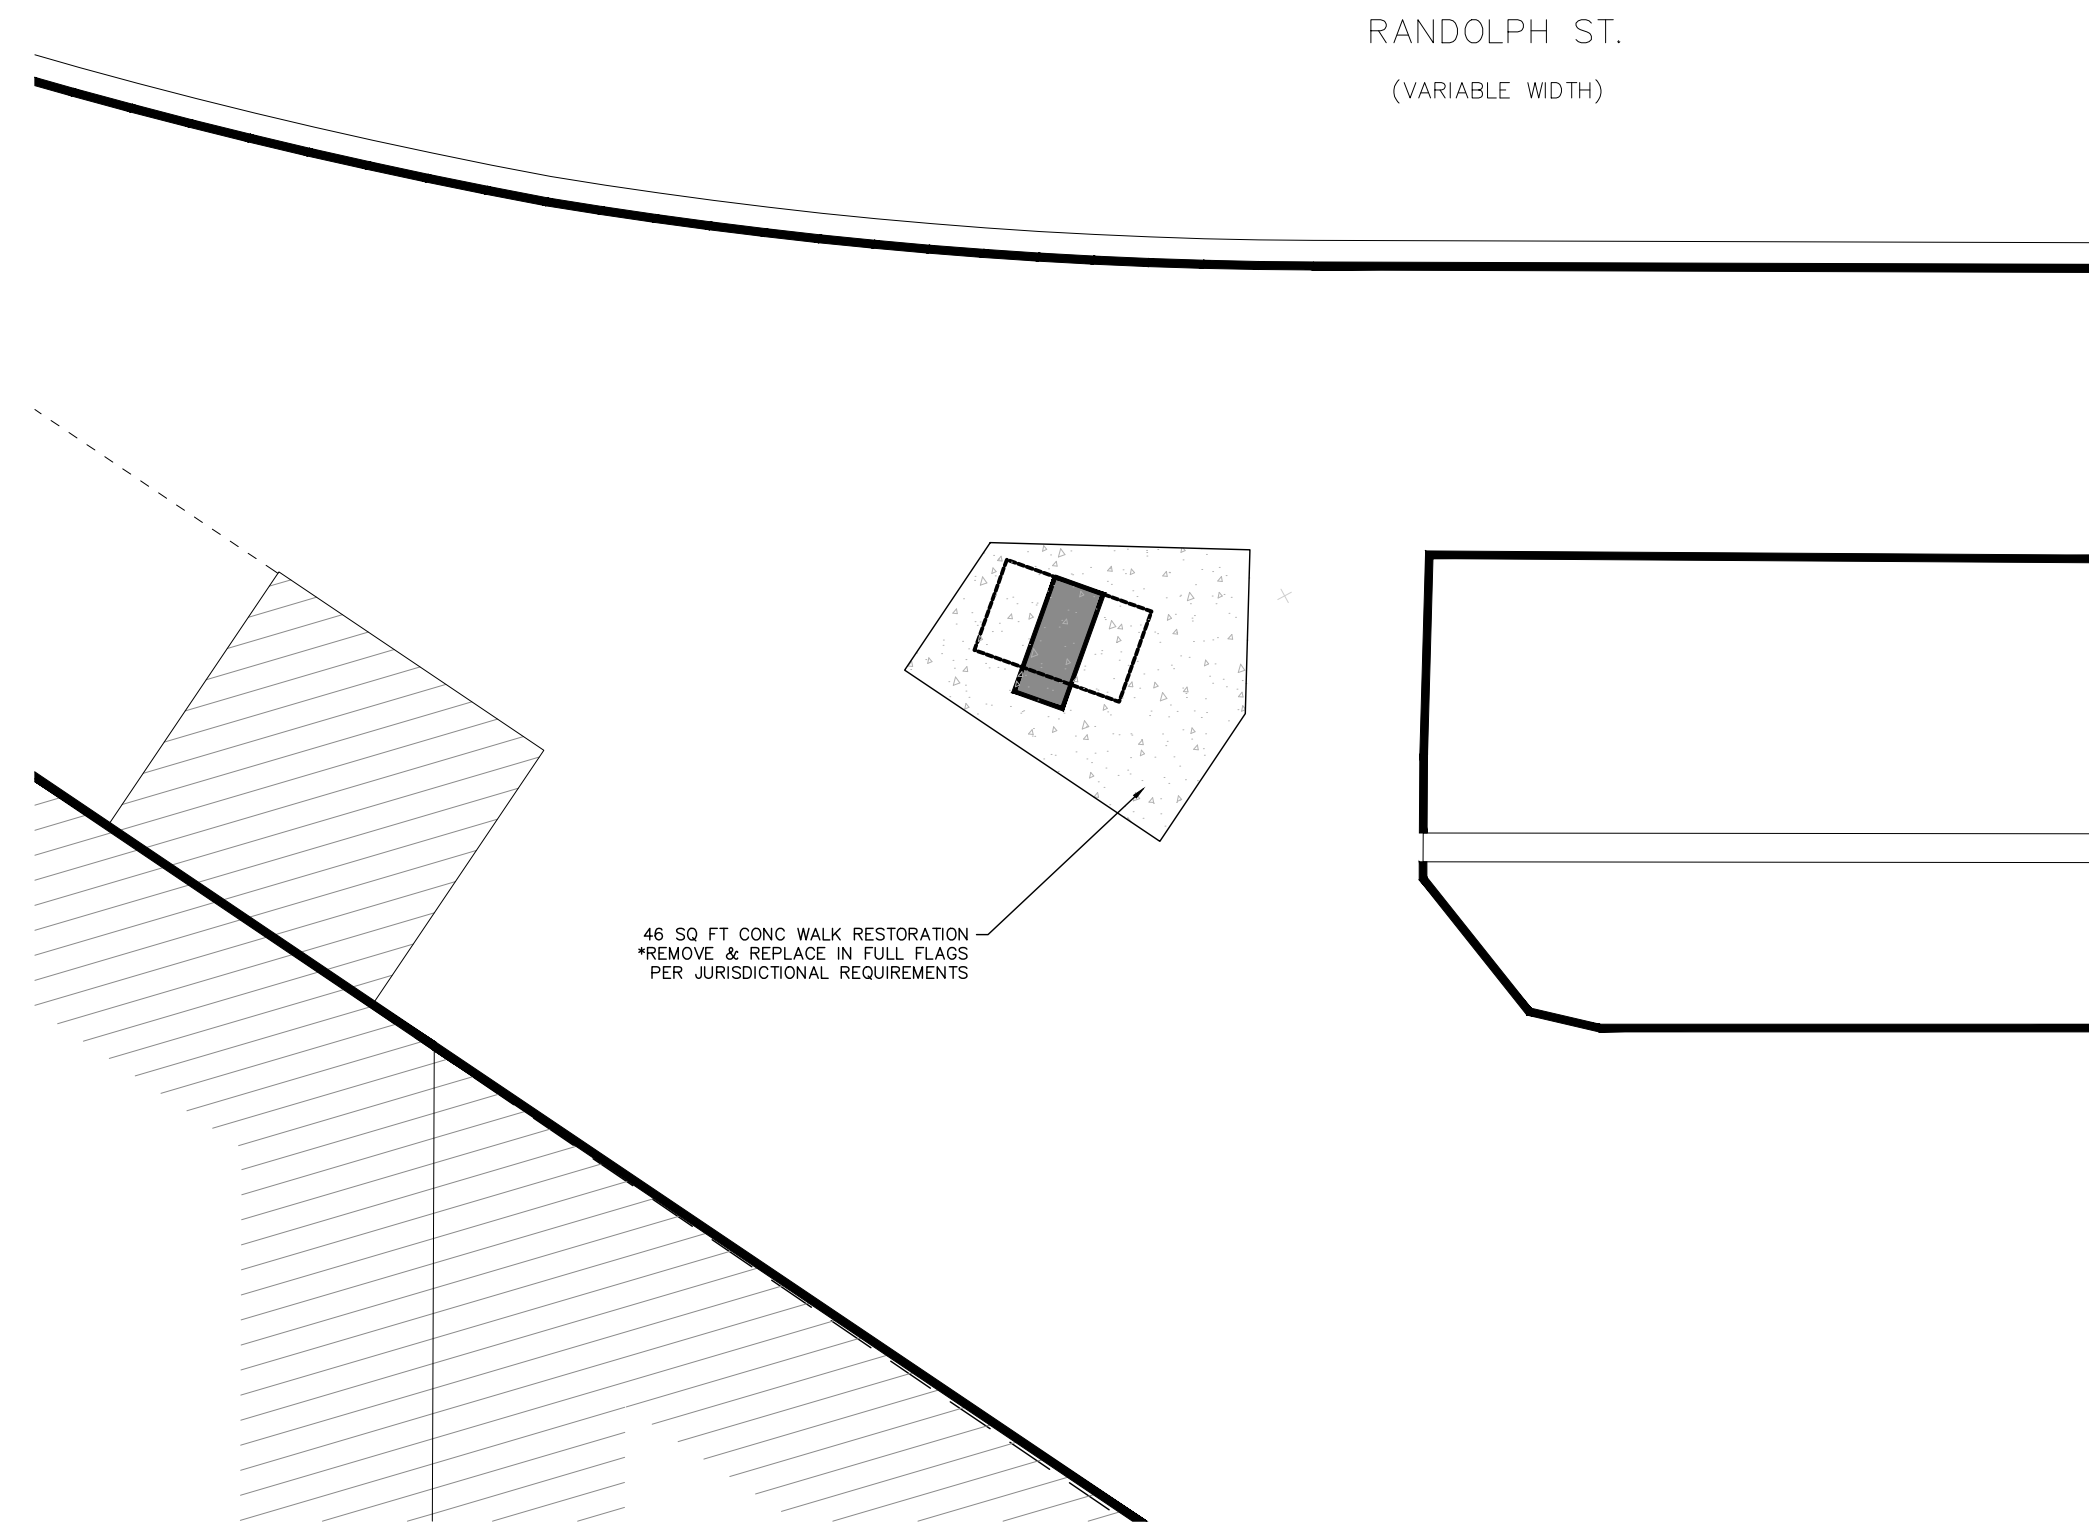 RANDOLPH ST.
(VARIABLE WIDTH)
46 SQ FT CONC WALK RESTORATION
*REMOVE & REPLACE IN FULL FLAGS
PER JURISDICTIONAL REQUIREMENTS